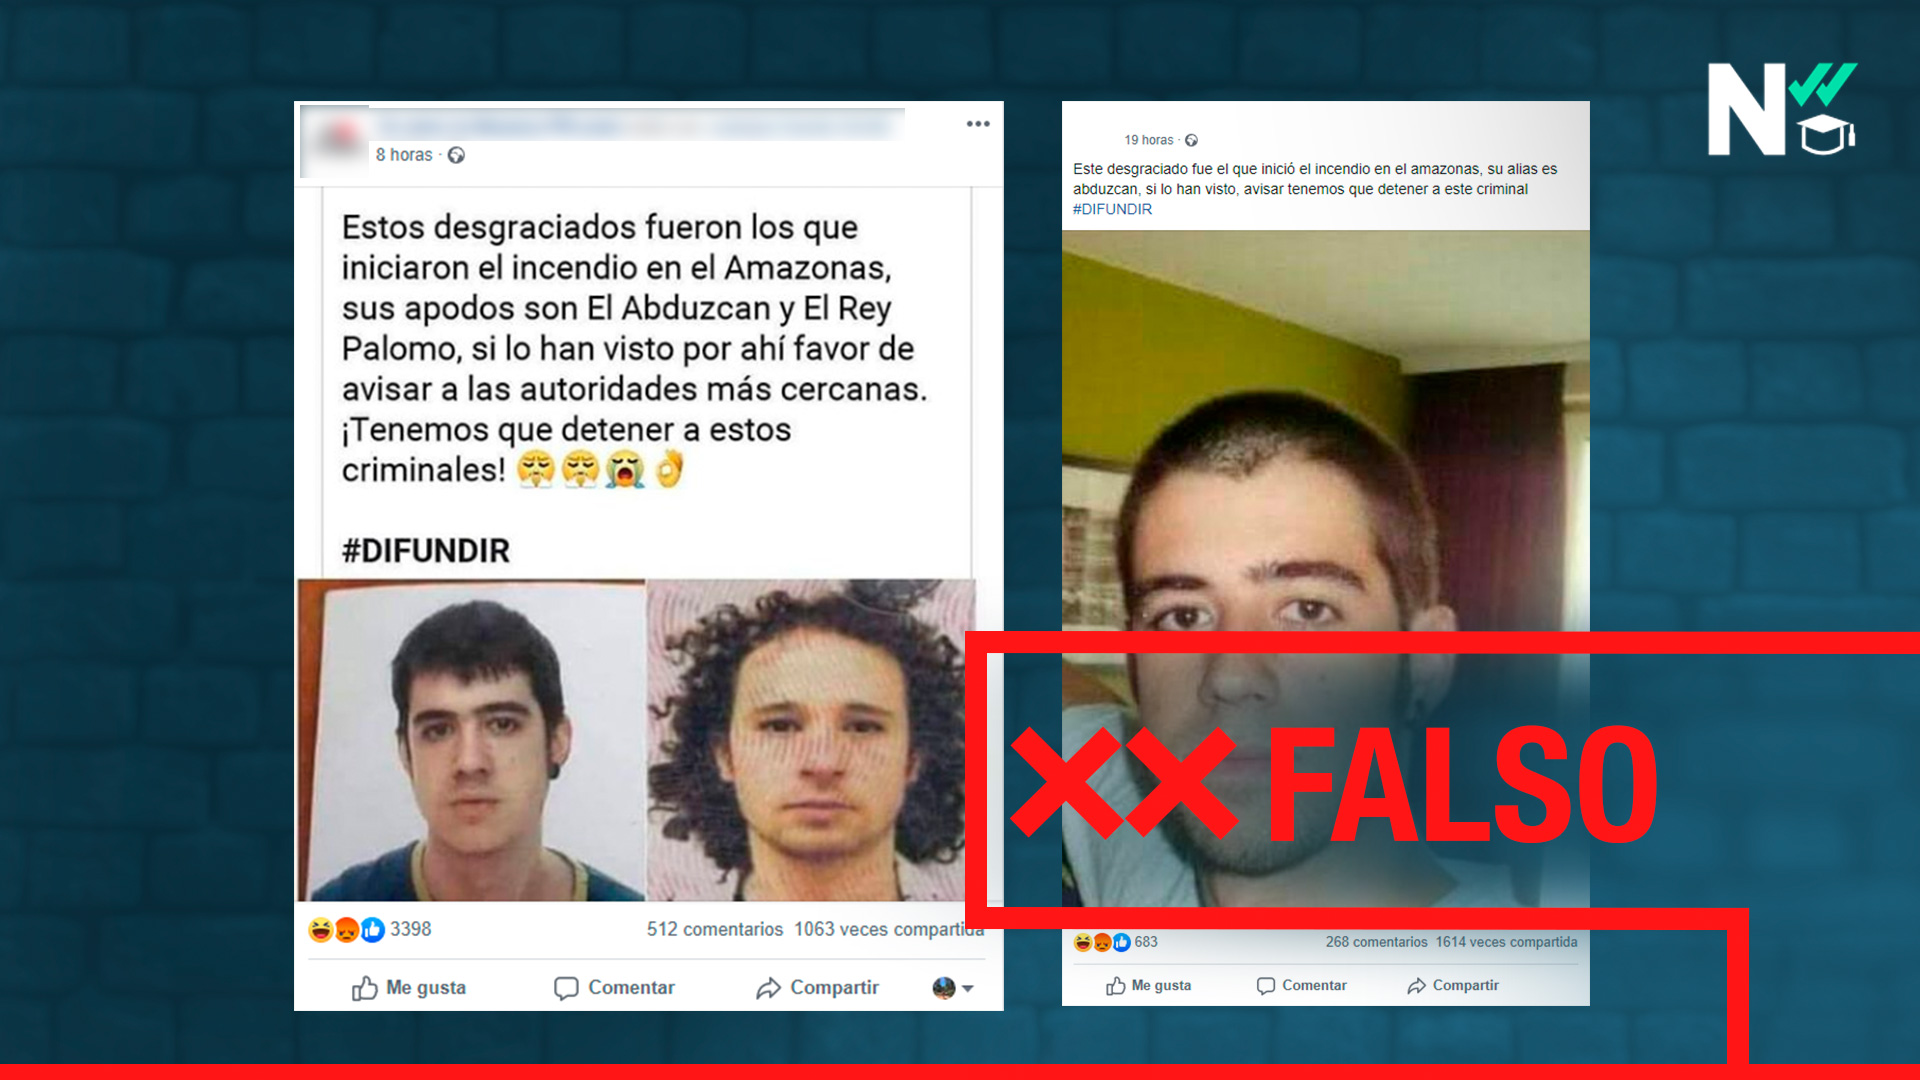 N
8 horas ·
Estos desgraciados fueron los que
iniciaron el incendio en el Amazonas,
sus apodos son El Abduzcan y El Rey
Palomo, si lo han visto por ahí favor de
avisar a las autoridades más cercanas.
¡Tenemos que detener a estos
criminales! 😤😤😭👌
#DIFUNDIR
3398
512 comentarios 1063 veces compartida
Me gusta Comentar Compartir
19 horas ·
Este desgraciado fue el que inició el incendio en el amazonas, su alias es
abduzcan, si lo han visto, avisar tenemos que detener a este criminal
#DIFUNDIR
XX FALSO
683
268 comentarios 1614 veces compartida
Me gusta Comentar Compartir